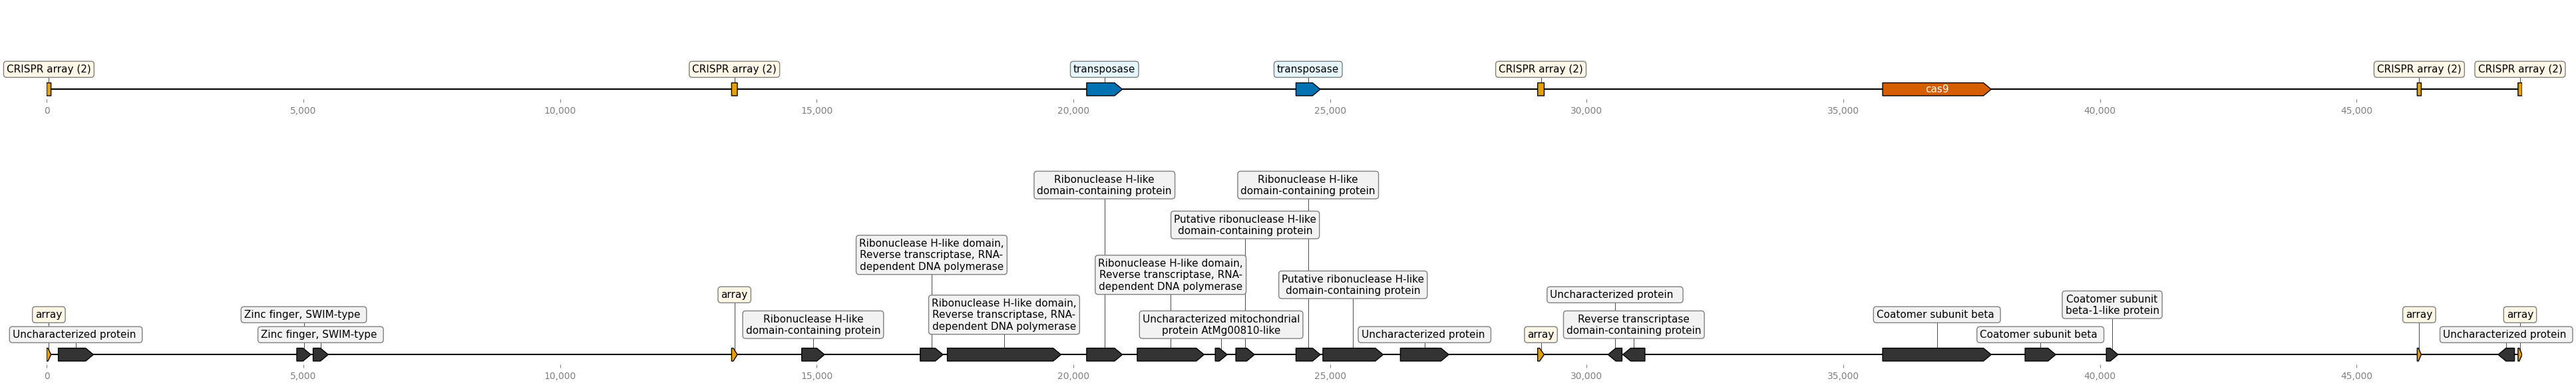 CRISPR array (2)
CRISPR array (2)
transposase
transposase
CRISPR array (2)
CRISPR array (2)
CRISPR array (2)
cas9
0
5,000
10,000
15,000
20,000
25,000
30,000
35,000
40,000
45,000
Ribonuclease H-like
domain-containing protein
Ribonuclease H-like
domain-containing protein
Putative ribonuclease H-like
domain-containing protein
Ribonuclease H-like domain,
Reverse transcriptase, RNA-
dependent DNA polymerase
Ribonuclease H-like domain,
Reverse transcriptase, RNA-
dependent DNA polymerase
Putative ribonuclease H-like
domain-containing protein
array
Uncharacterized protein
Coatomer subunit
beta-1-like protein
Ribonuclease H-like domain,
Reverse transcriptase, RNA-
dependent DNA polymerase
array
Zinc finger, SWIM-type
Ribonuclease H-like
domain-containing protein
Uncharacterized mitochondrial
protein AtMg00810-like
Reverse transcriptase
domain-containing protein
Coatomer subunit beta
array
array
Uncharacterized protein
Zinc finger, SWIM-type
Uncharacterized protein
array
Coatomer subunit beta
Uncharacterized protein
0
5,000
10,000
15,000
20,000
25,000
30,000
35,000
40,000
45,000